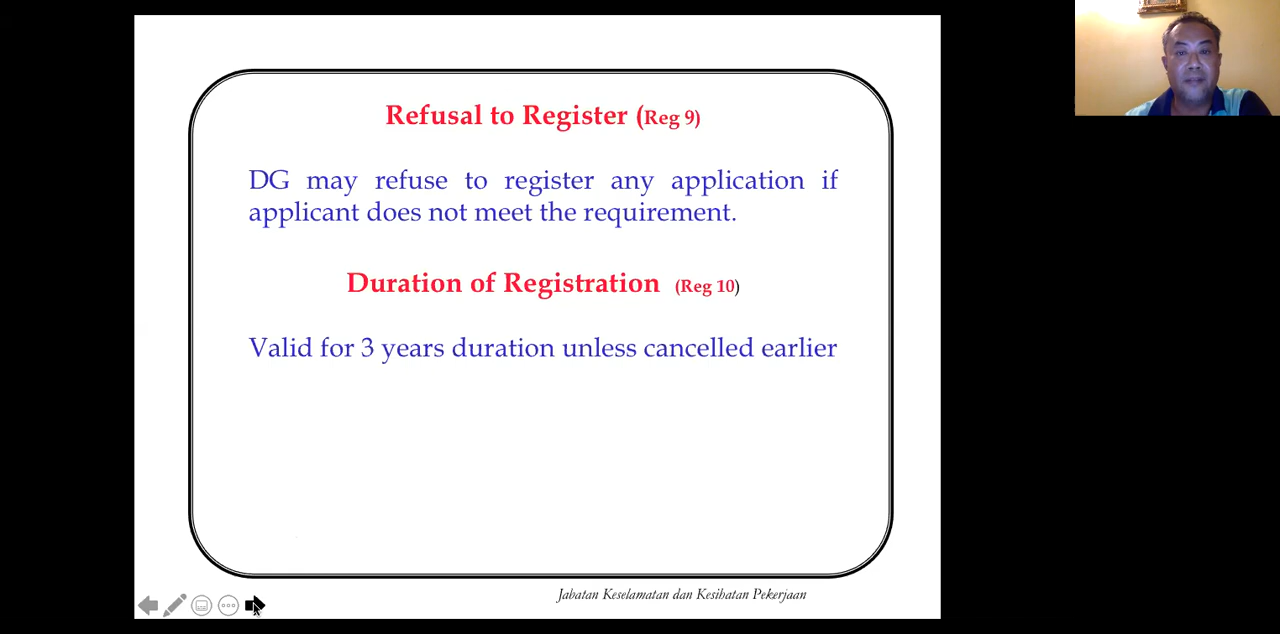 Refusal to Register (Reg 9)
DG may refuse to register any application if
applicant does not meet the requirement.
Duration of Registration (Reg 10)
Valid for 3 years duration unless cancelled earlier
Jabatan Keselamatan dan Kesihatan Pekerjaan